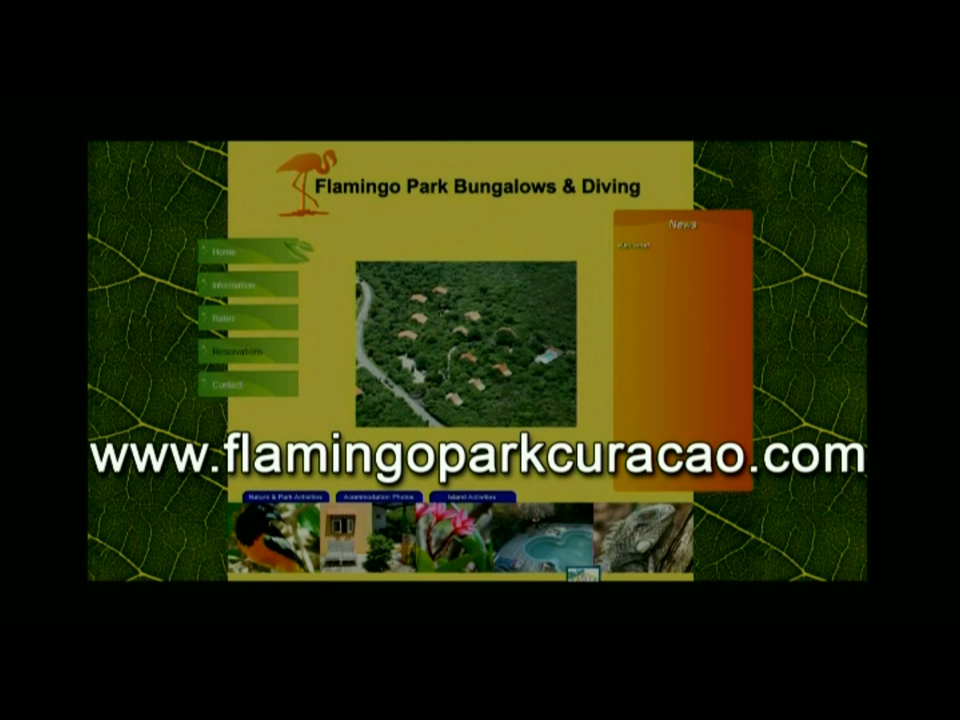 Flamingo Park Bungalows & Diving
News
Home
Information
Rates
Reservations
Contact
www.flamingoparkcuracao.com
Nature & Park Activities
Acommodation Photos
Island Activities